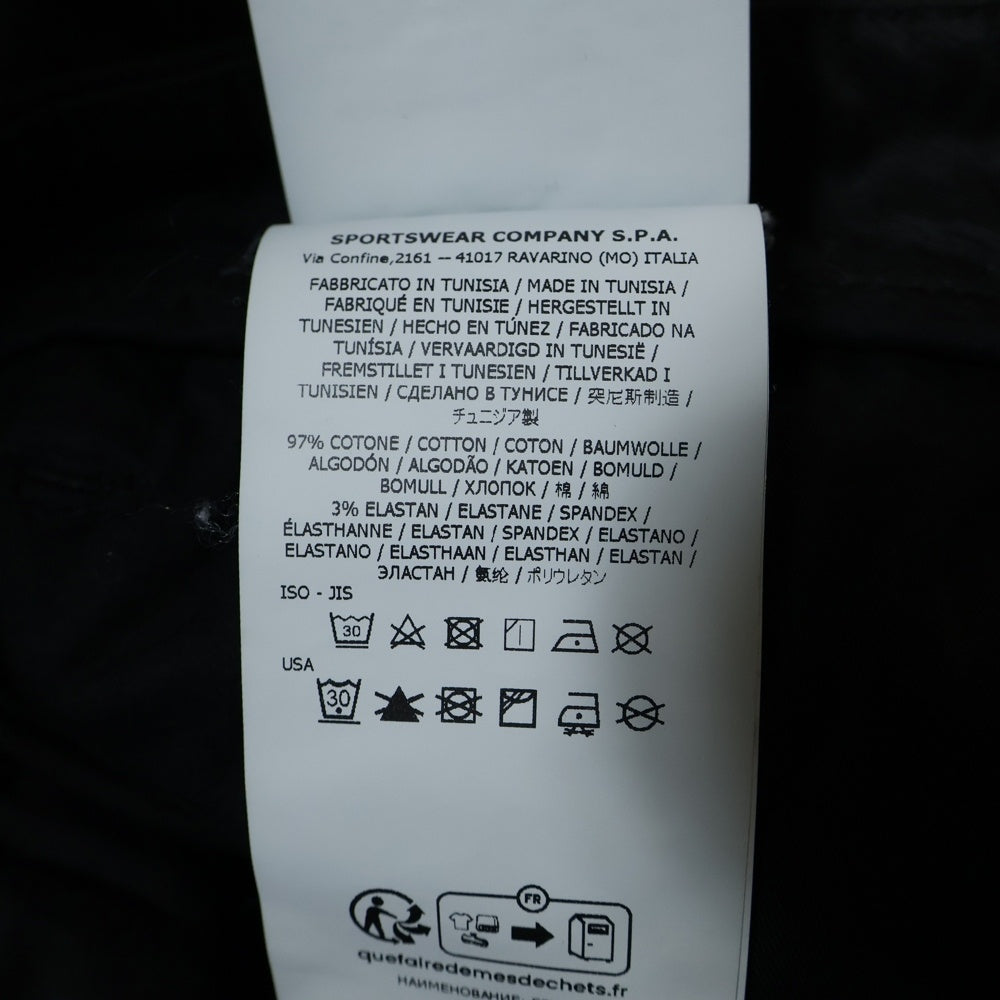 SPORTSWEAR COMPANY S.P.A.
Via Confine,2161 -- 41017 RAVARINO (MO) ITALIA
FABBRICATO IN TUNISIA / MADE IN TUNISIA /
FABRIQUÉ EN TUNISIE / HERGESTELLT IN
TUNESIEN / HECHO EN TÚNEZ / FABRICADO NA
TUNÍSIA / VERVAARDIGD IN TUNESIË /
FREMSTILLET I TUNESIEN / TILLVERKAD I
TUNISIEN / СДЕЛАНО В ТУНИСЕ / 突尼斯制造 /
チュニジア製
97% COTONE / COTTON / COTON / BAUMWOLLE /
ALGODÓN / ALGODÃO / KATOEN / BOMULD /
BOMULL / ХЛОПОК / 棉 / 綿
3% ELASTAN / ELASTANE / SPANDEX /
ÉLASTHANNE / ELASTAN / SPANDEX / ELASTANO /
ELASTANO / ELASTHAAN / ELASTHAN / ELASTAN /
ЭЛАСТАН / 氨纶 / ポリウレタン
ISO - JIS
30
USA
30
FR
quefairedemesdechets.fr
НАИМЕНОВАНИЕ: